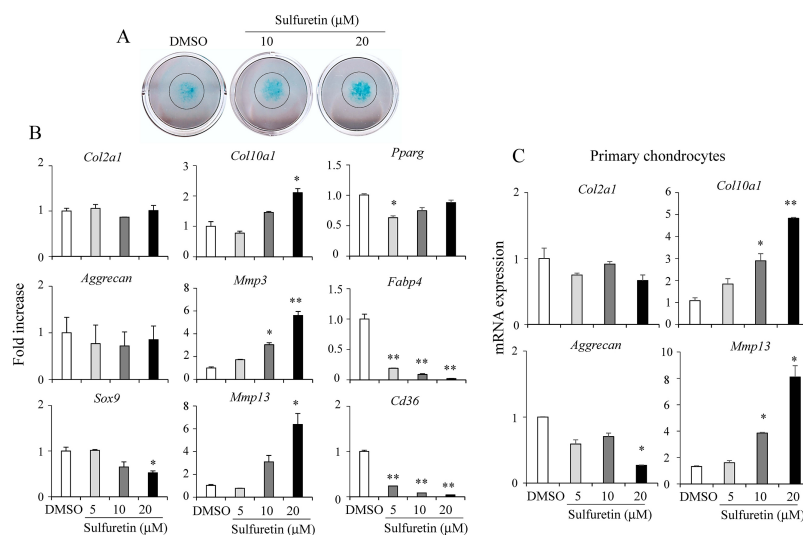 Sulfuretin (μM)
A
DMSO 10 20
B
Col2a1 Col10a1 Pparg
2 3 1.5
* *
2 1.0
1 1 0.5
0 0 0
Aggrecan Mmp3 Fabp4
2 8 1.5
**
6 1.0
1 4 *
2 0.5 ** ** **
0 0 0
Sox9 Mmp13 Cd36
2 8 2
*
6
1 4 1
* 2 ** ** **
0 0 0
Fold increase
DMSO 5 10 20 DMSO 5 10 20 DMSO 5 10 20
Sulfuretin (μM) Sulfuretin (μM) Sulfuretin (μM)
C
Primary chondrocytes
Col2a1 Col10a1
2 6
**
5
4
1 3 *
2
1
0 0
Aggrecan Mmp13
2 10
8 *
6
1 4 *
* 2
0 0
mRNA expression
DMSO 5 10 20 DMSO 5 10 20
Sulfuretin (μM) Sulfuretin (μM)